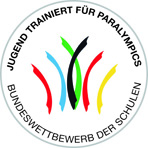 JUGEND TRAINIERT FÜR PARALYMPICS
BUNDESWETTBEWERB DER SCHULEN